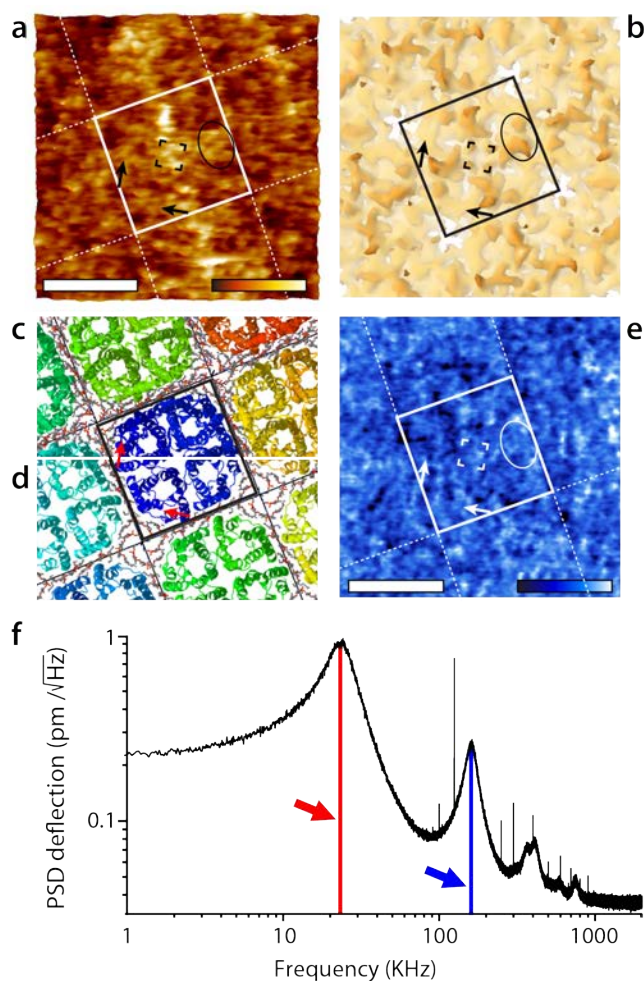 a
b
c
d
e
f
PSD deflection (pm /√Hz)
1
0.1
1
10
100
1000
Frequency (KHz)